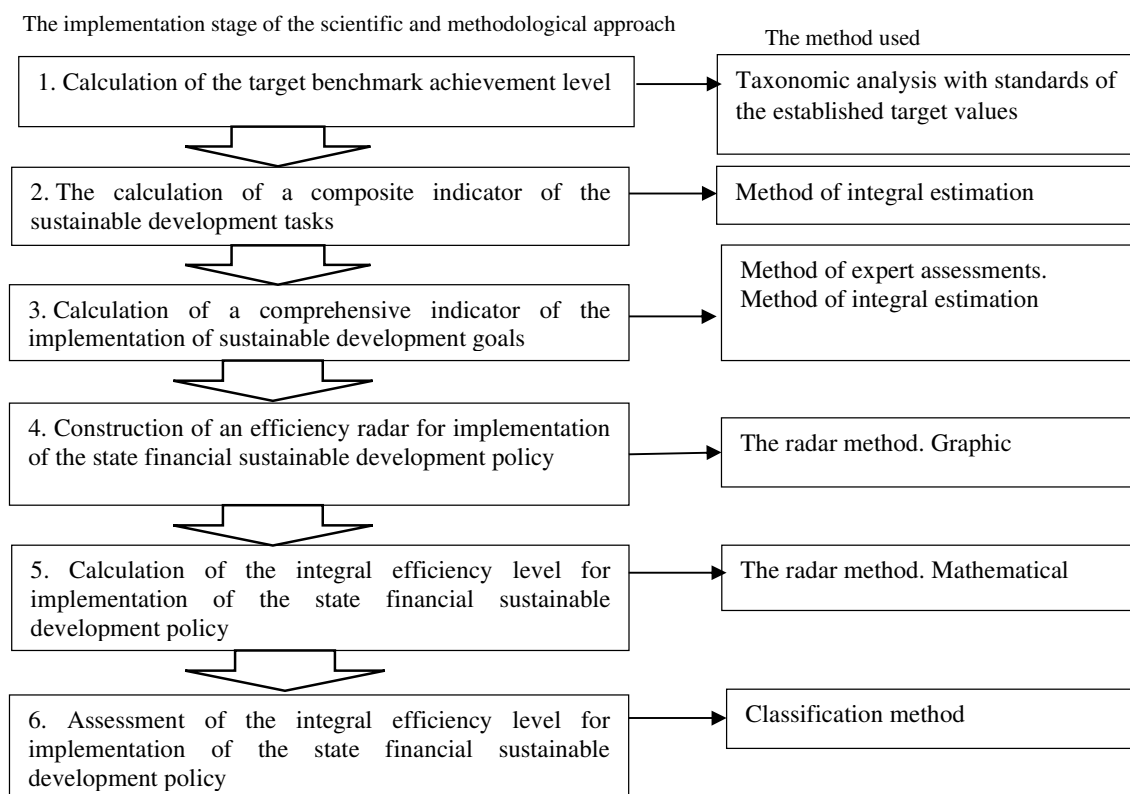 The implementation stage of the scientific and methodological approach
The method used
1. Calculation of the target benchmark achievement level
Taxonomic analysis with standards of
the established target values
2. The calculation of a composite indicator of the
sustainable development tasks
Method of integral estimation
3. Calculation of a comprehensive indicator of the
implementation of sustainable development goals
Method of expert assessments.
Method of integral estimation
4. Construction of an efficiency radar for implementation
of the state financial sustainable development policy
The radar method. Graphic
5. Calculation of the integral efficiency level for
implementation of the state financial sustainable
development policy
The radar method. Mathematical
6. Assessment of the integral efficiency level for
implementation of the state financial sustainable
development policy
Classification method